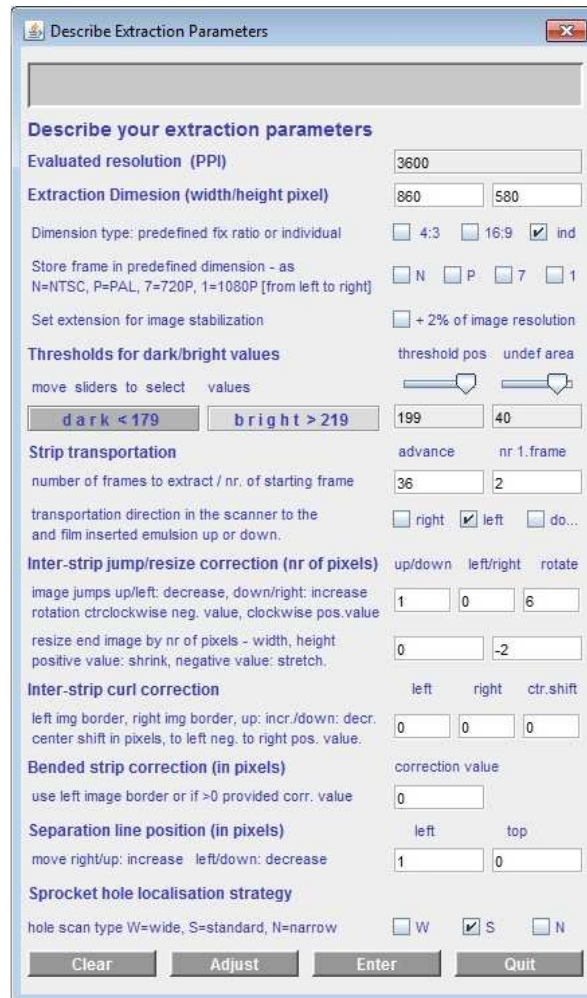 Describe Extraction Parameters
Describe your extraction parameters
Evaluated resolution (PPI) 3600
Extraction Dimesion (width/height pixel) 860 580
Dimension type: predefined fix ratio or individual 4:3 16:9 ind
Store frame in predefined dimension - as
N=NTSC, P=PAL, 7=720P, 1=1080P [from left to right] N P 7 1
Set extension for image stabilization + 2% of image resolution
Thresholds for dark/bright values threshold pos undef area
move sliders to select values
dark <179 bright > 219 199 40
Strip transportation advance nr 1.frame
number of frames to extract / nr. of starting frame 36 2
transportation direction in the scanner to the
and film inserted emulsion up or down. right left do...
Inter-strip jump/resize correction (nr of pixels) up/down left/right rotate
image jumps up/left: decrease, down/right: increase
rotation ctrclockwise neg. value, clockwise pos.value 1 0 6
resize end image by nr of pixels - width, height
positive value: shrink, negative value: stretch. 0 -2
Inter-strip curl correction left right ctr.shift
left img border, right img border, up: incr./down: decr.
center shift in pixels, to left neg. to right pos. value. 0 0 0
Bended strip correction (in pixels) correction value
use left image border or if >0 provided corr. value 0
Separation line position (in pixels) left top
move right/up: increase left/down: decrease 1 0
Sprocket hole localisation strategy
hole scan type W=wide, S=standard, N=narrow W S N
Clear Adjust Enter Quit